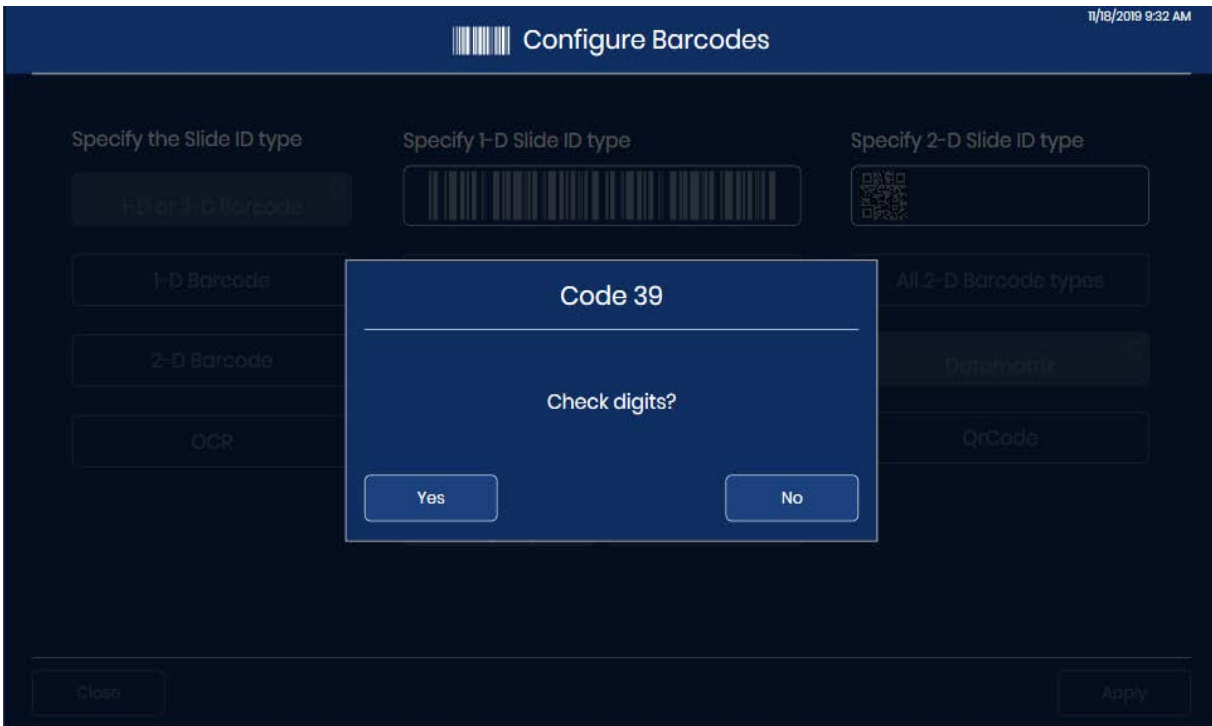 11/18/2019 9:32 AM
Configure Barcodes
Specify the Slide ID type
Specify 1-D Slide ID type
Specify 2-D Slide ID type
1-D or 2-D Barcode
1-D Barcode
All 2-D Barcode types
Code 39
2-D Barcode
Datamatrix
Check digits?
OCR
QrCode
Yes
No
Close
Apply